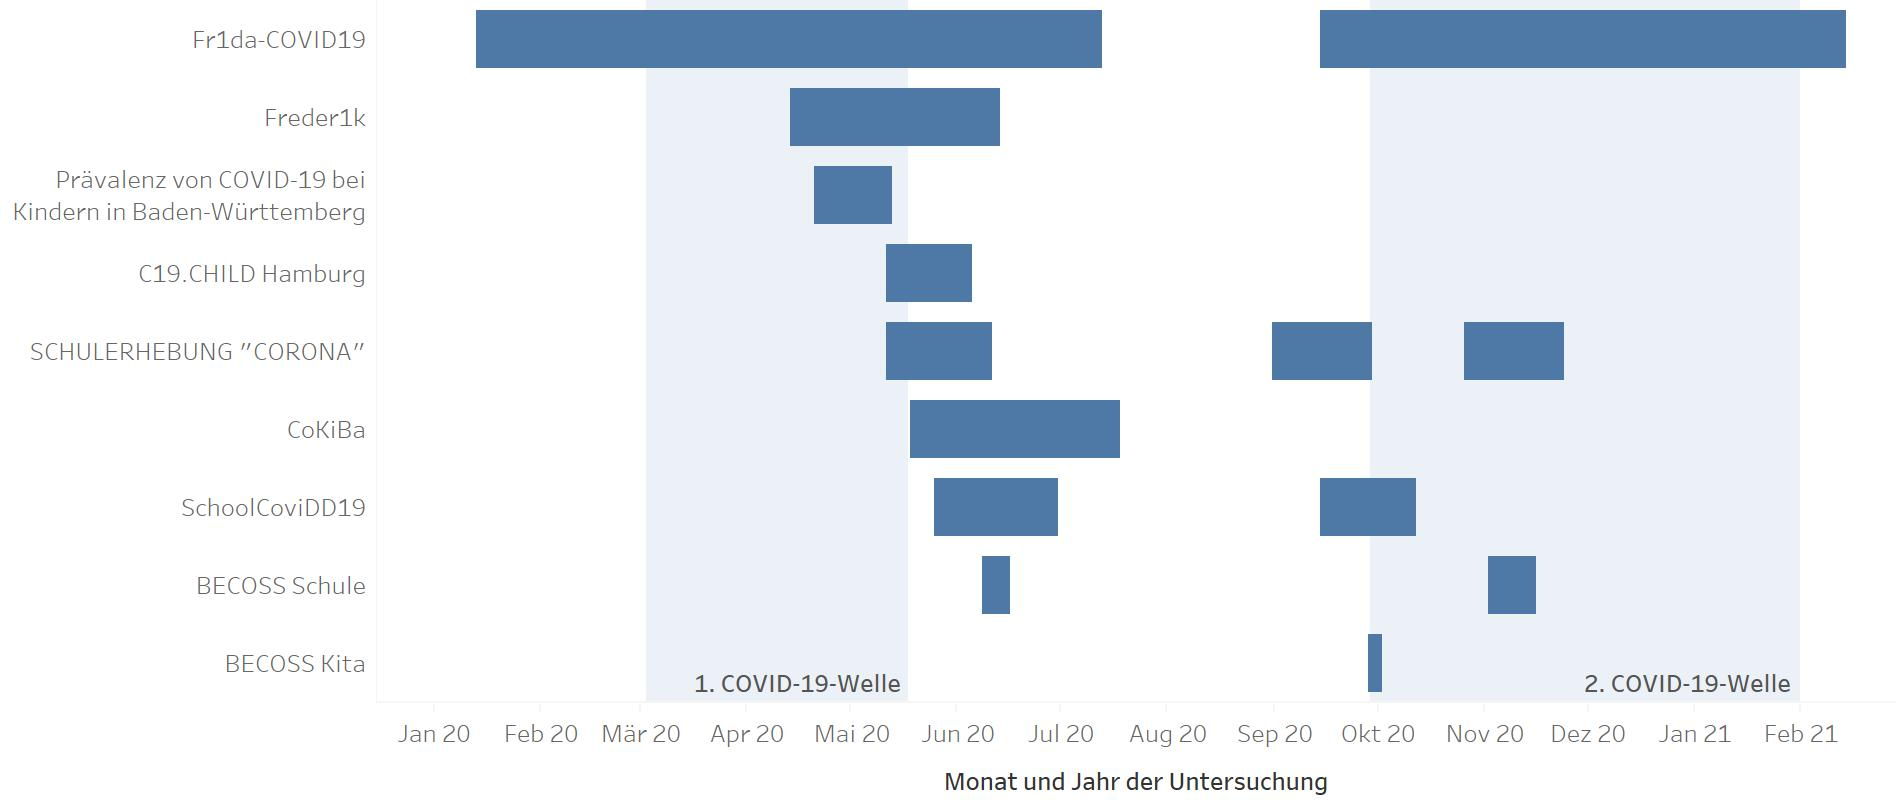 Fr1da-COVID19
Freder1k
Prävalenz von COVID-19 bei
Kindern in Baden-Württemberg
C19.CHILD Hamburg
SCHULERHEBUNG "CORONA"
CoKiBa
SchoolCoviDD19
BECOSS Schule
BECOSS Kita
1. COVID-19-Welle
2. COVID-19-Welle
Jan 20
Feb 20
Mär 20
Apr 20
Mai 20
Jun 20
Jul 20
Aug 20
Sep 20
Okt 20
Nov 20
Dez 20
Jan 21
Feb 21
Monat und Jahr der Untersuchung